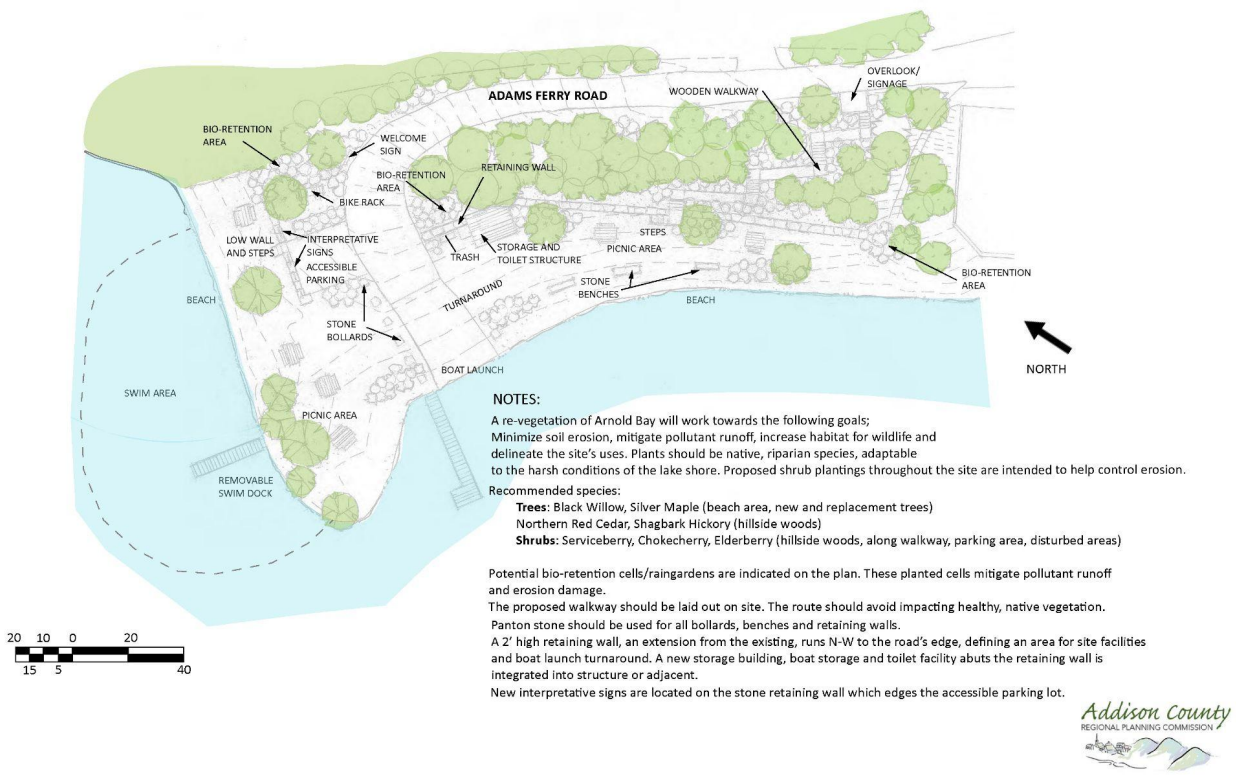 ADAMS FERRY ROAD
WOODEN WALKWAY
OVERLOOK/
SIGNAGE
BIO-RETENTION
AREA
WELCOME
SIGN
BIO-RETENTION
AREA
RETAINING WALL
BIKE RACK
LOW WALL
AND STEPS
INTERPRETATIVE
SIGNS
ACCESSIBLE
PARKING
TRASH
STORAGE AND
TOILET STRUCTURE
STEPS
PICNIC AREA
BIO-RETENTION
AREA
TURNAROUND
STONE
BENCHES
BEACH
BEACH
STONE
BOLLARDS
BOAT LAUNCH
NORTH
SWIM AREA
PICNIC AREA
REMOVABLE
SWIM DOCK
NOTES:
A re-vegetation of Arnold Bay will work towards the following goals;
Minimize soil erosion, mitigate pollutant runoff, increase habitat for wildlife and
delineate the site's uses. Plants should be native, riparian species, adaptable
to the harsh conditions of the lake shore. Proposed shrub plantings throughout the site are intended to help control erosion.
Recommended species:
Trees: Black Willow, Silver Maple (beach area, new and replacement trees)
Northern Red Cedar, Shagbark Hickory (hillside woods)
Shrubs: Serviceberry, Chokecherry, Elderberry (hillside woods, along walkway, parking area, disturbed areas)
Potential bio-retention cells/raingardens are indicated on the plan. These planted cells mitigate pollutant runoff
and erosion damage.
The proposed walkway should be laid out on site. The route should avoid impacting healthy, native vegetation.
Panton stone should be used for all bollards, benches and retaining walls.
A 2' high retaining wall, an extension from the existing, runs N-W to the road's edge, defining an area for site facilities
and boat launch turnaround. A new storage building, boat storage and toilet facility abuts the retaining wall is
integrated into structure or adjacent.
New interpretative signs are located on the stone retaining wall which edges the accessible parking lot.
20 10 0 20
15 5 40
Addison County
REGIONAL PLANNING COMMISSION